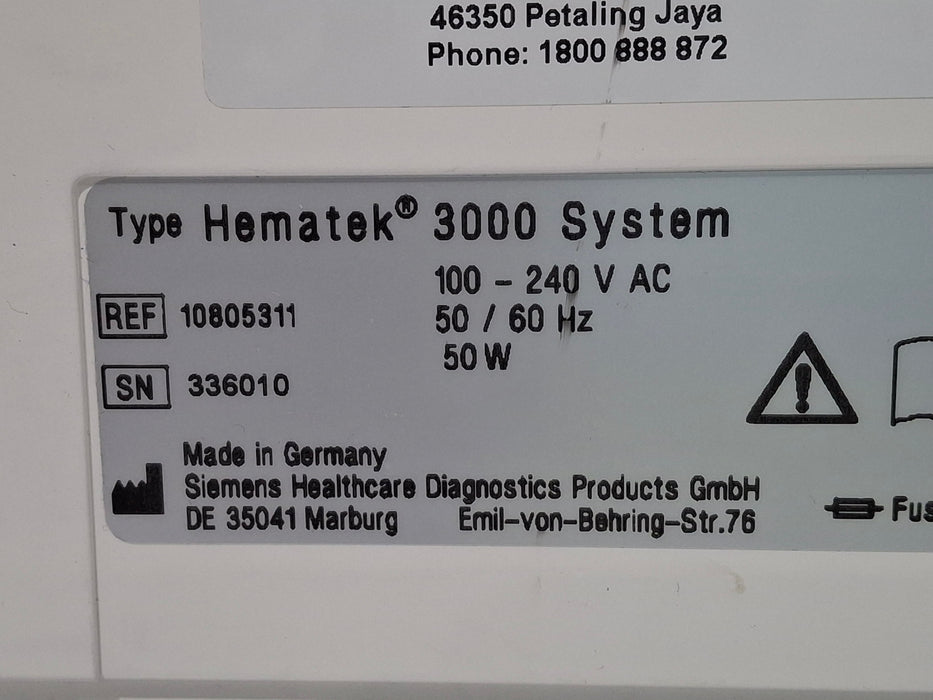 46350 Petaling Jaya
Phone: 1800 888 872
Type Hematek® 3000 System
100 – 240 V AC
REF 10805311
50 / 60 Hz
50 W
SN 336010
Made in Germany
Siemens Healthcare Diagnostics Products GmbH
DE 35041 Marburg Emil-von-Behring-Str.76
Fus